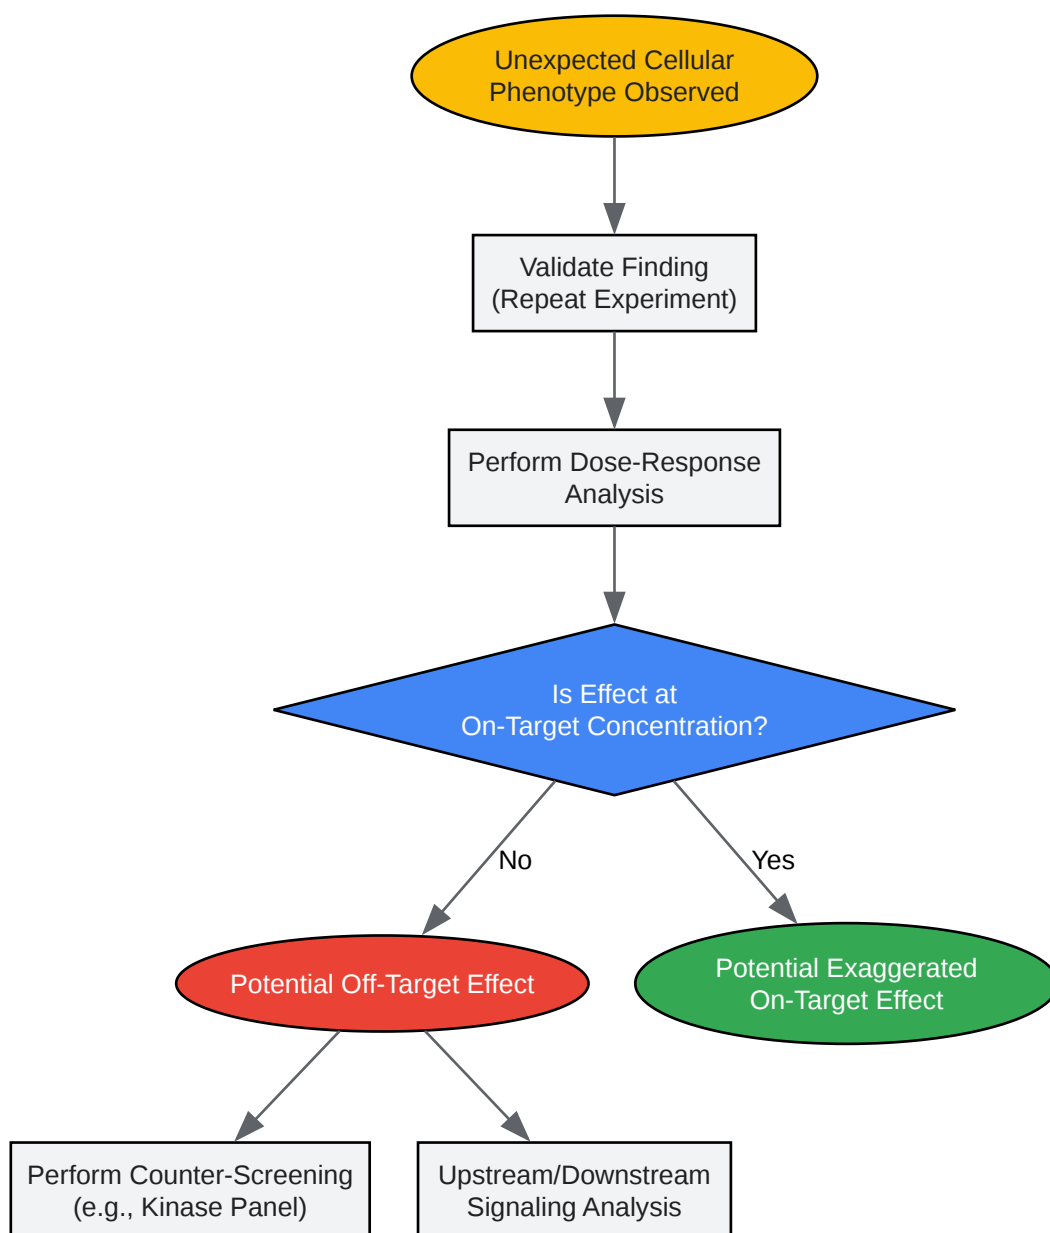 Unexpected Cellular
Phenotype Observed
Validate Finding
(Repeat Experiment)
Perform Dose-Response
Analysis
Is Effect at
On-Target Concentration?
No
Yes
Potential Off-Target Effect
Potential Exaggerated
On-Target Effect
Perform Counter-Screening
(e.g., Kinase Panel)
Upstream/Downstream
Signaling Analysis